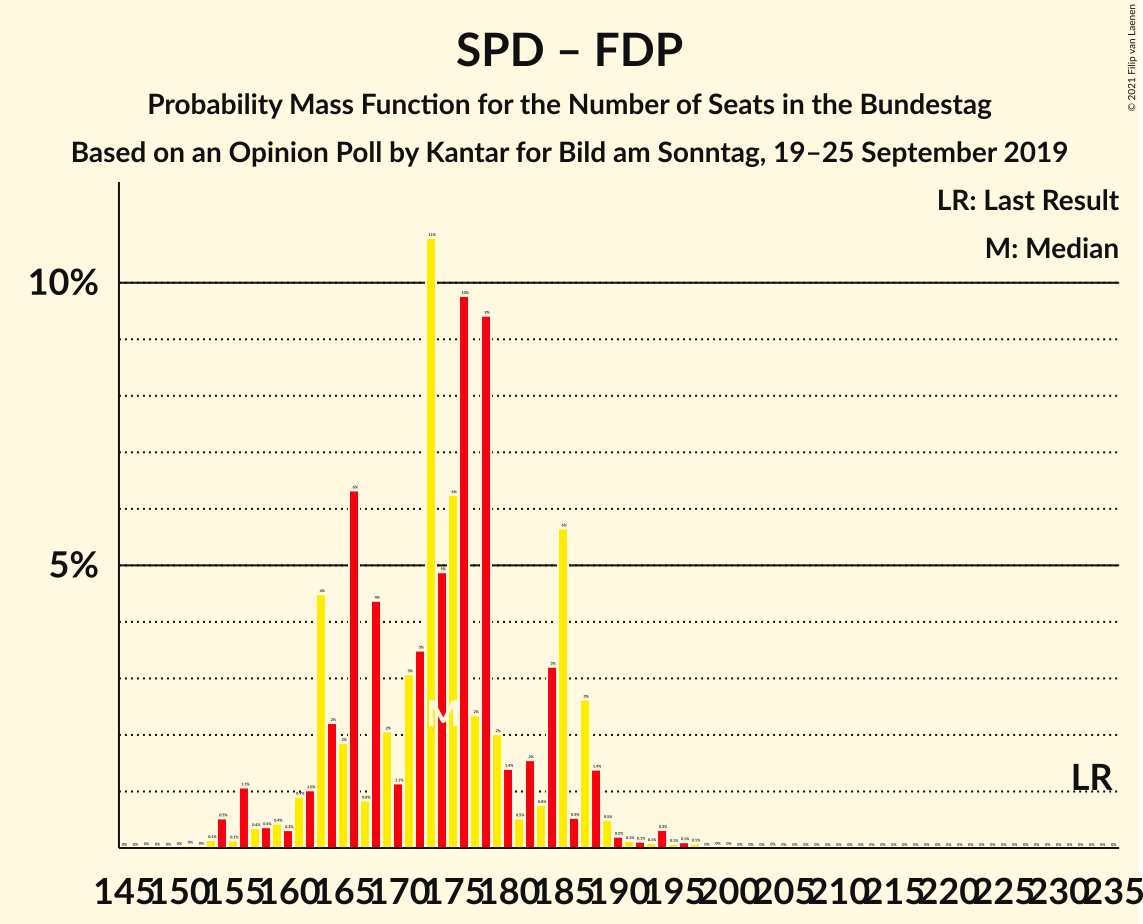 SPD – FDP
Probability Mass Function for the Number of Seats in the Bundestag
Based on an Opinion Poll by Kantar for Bild am Sonntag, 19–25 September 2019
© 2021 Filip van Laenen
LR: Last Result
M: Median
10%
5%
M
LR
145 150 155 160 165 170 175 180 185 190 195 200 205 210 215 220 225 230 235